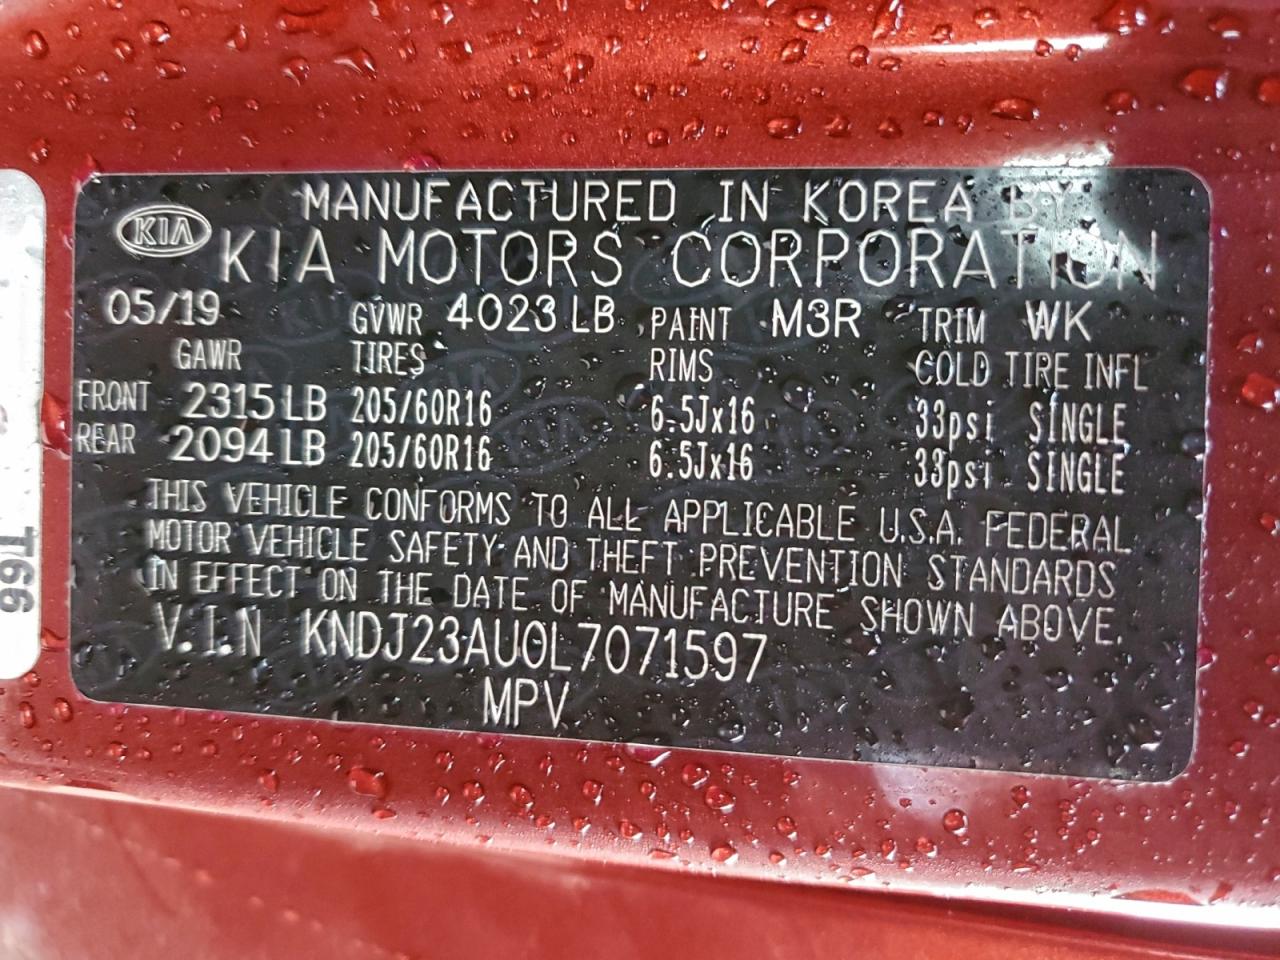 MANUFACTURED IN KOREA BY
KIA KIA MOTORS CORPORATION
05/19 GVWR 4023 LB PAINT M3R TRIM WK
GAWR TIRES RIMS COLD TIRE INFL
FRONT 2315 LB 205/60R16 6.5Jx16 33psi SINGLE
REAR 2094 LB 205/60R16 6.5Jx16 33psi SINGLE
THIS VEHICLE CONFORMS TO ALL APPLICABLE U.S.A. FEDERAL
MOTOR VEHICLE SAFETY AND THEFT PREVENTION STANDARDS
IN EFFECT ON THE DATE OF MANUFACTURE SHOWN ABOVE.
V.I.N KNDJ23AU0L7071597
MPV